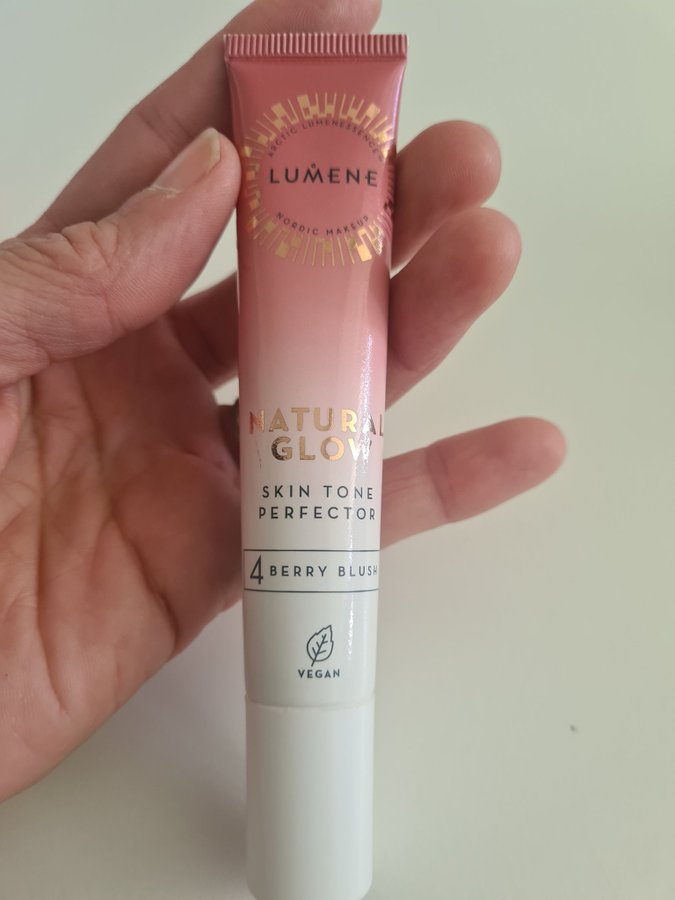 ARCTIC LUMENESSENCE
LUMENE
NORDIC MAKEUP
NATURAL
GLOW
SKIN TONE
PERFECTOR
4 BERRY BLUSH
VEGAN